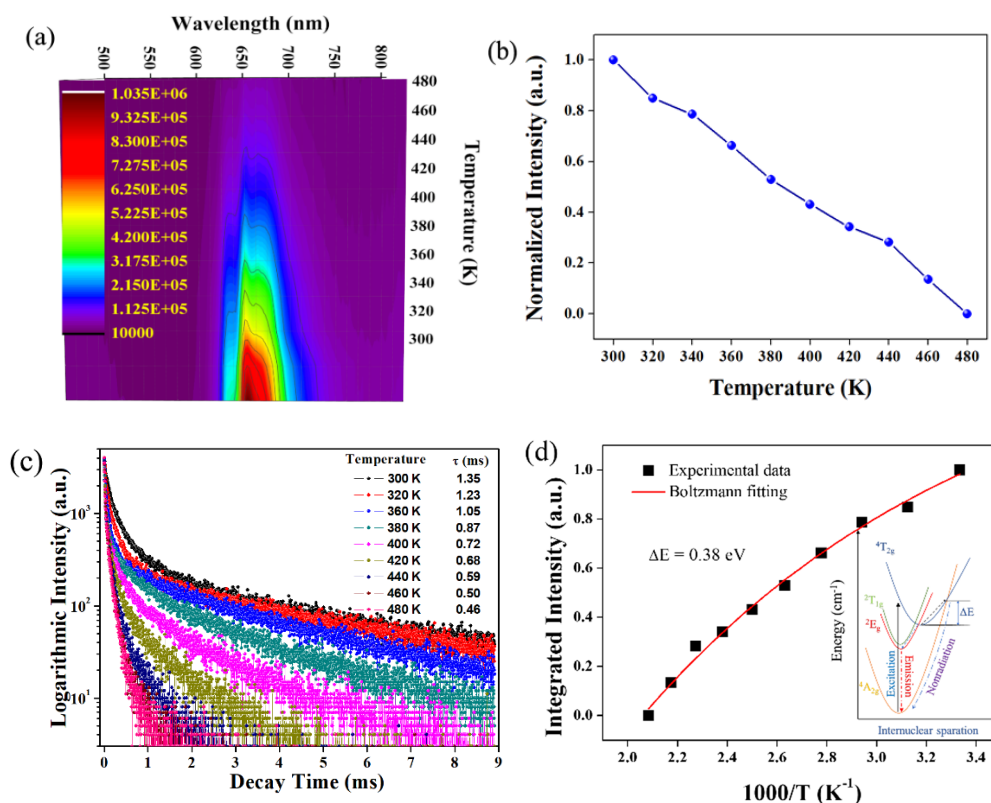 (a)
Wavelength (nm)
500 550 600 650 700 750 800
1.035E+06
9.325E+05
8.300E+05
7.275E+05
6.250E+05
5.225E+05
4.200E+05
3.175E+05
2.150E+05
1.125E+05
10000
480
460
440
420
400
380
360
340
320
300
Temperature (K)
(b)
Normalized Intensity (a.u.)
1.0
0.8
0.6
0.4
0.2
0.0
300 320 340 360 380 400 420 440 460 480
Temperature (K)
(c)
Logarithmic Intensity (a.u.)
10³
10²
10¹
Temperature τ (ms)
300 K 1.35
320 K 1.23
360 K 1.05
380 K 0.87
400 K 0.72
420 K 0.68
440 K 0.59
460 K 0.50
480 K 0.46
0 1 2 3 4 5 6 7 8 9
Decay Time (ms)
(d)
Integrated Intensity (a.u.)
1.0
0.8
0.6
0.4
0.2
0.0
Experimental data
Boltzmann fitting
ΔE = 0.38 eV
Energy (cm⁻¹)
⁴T₂g
²T₁g
²Eg
⁴A₂g
ΔE
Excitation
Emission
Nonradiation
Internuclear sparation
2.0 2.2 2.4 2.6 2.8 3.0 3.2 3.4
1000/T (K⁻¹)